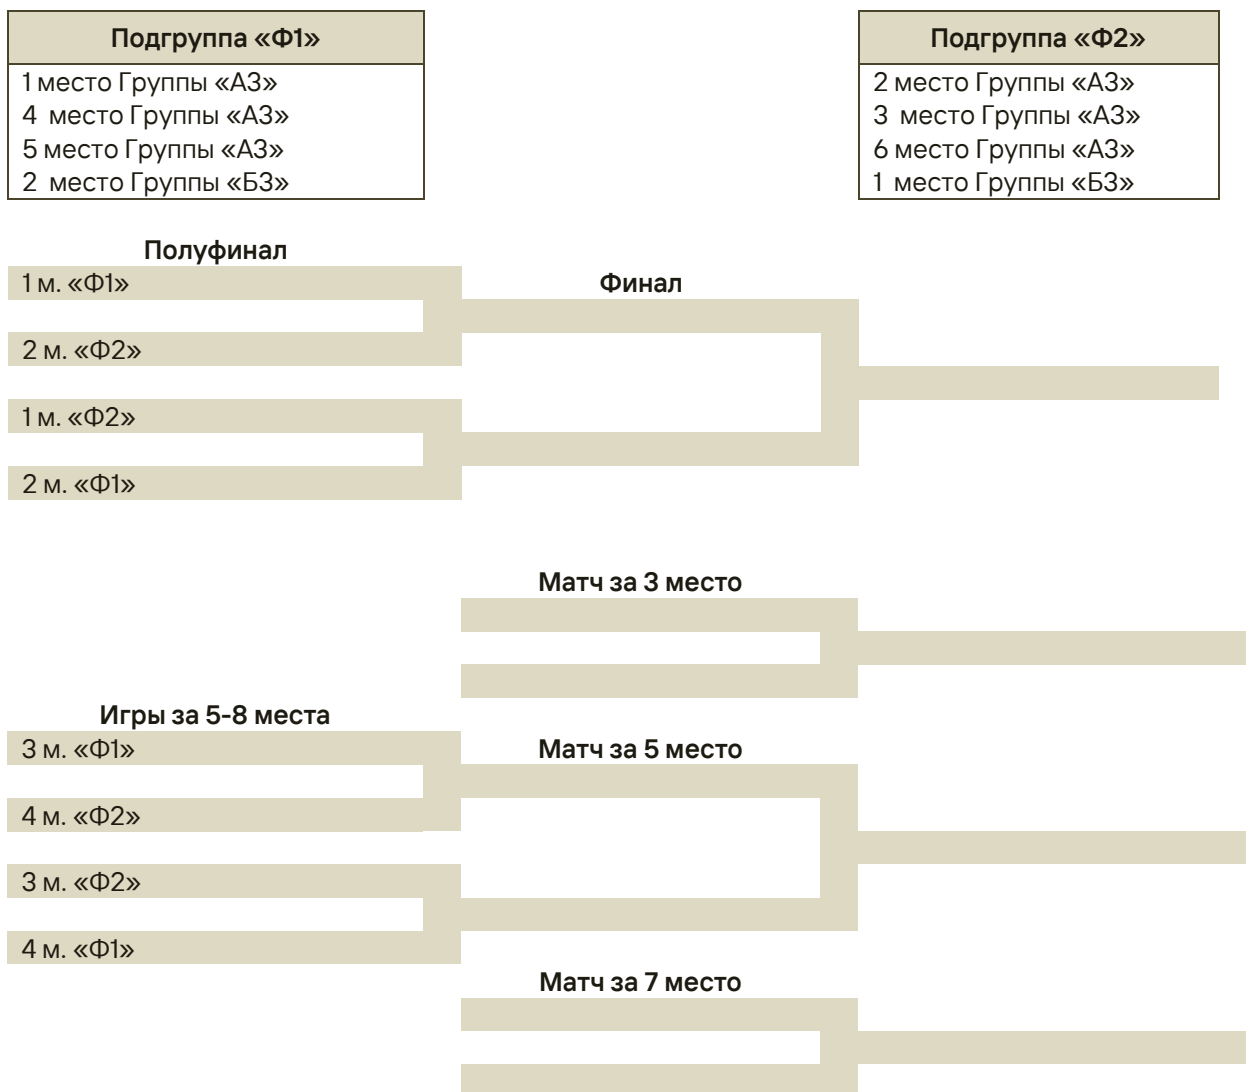 Подгруппа «Ф1»
1 место Группы «А3»
4 место Группы «А3»
5 место Группы «А3»
2 место Группы «Б3»
Подгруппа «Ф2»
2 место Группы «А3»
3 место Группы «А3»
6 место Группы «А3»
1 место Группы «Б3»
Полуфинал
1 м. «Ф1»
Финал
2 м. «Ф2»
1 м. «Ф2»
2 м. «Ф1»
Матч за 3 место
Игры за 5-8 места
3 м. «Ф1»
Матч за 5 место
4 м. «Ф2»
3 м. «Ф2»
4 м. «Ф1»
Матч за 7 место